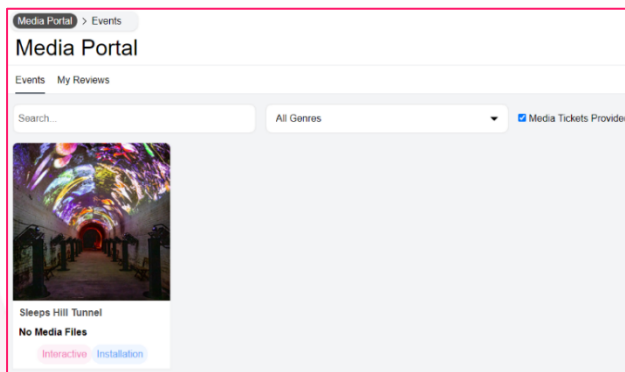 Media Portal > Events
Media Portal
Events My Reviews
Search... All Genres Media Tickets Provided
Sleeps Hill Tunnel
No Media Files
Interactive Installation